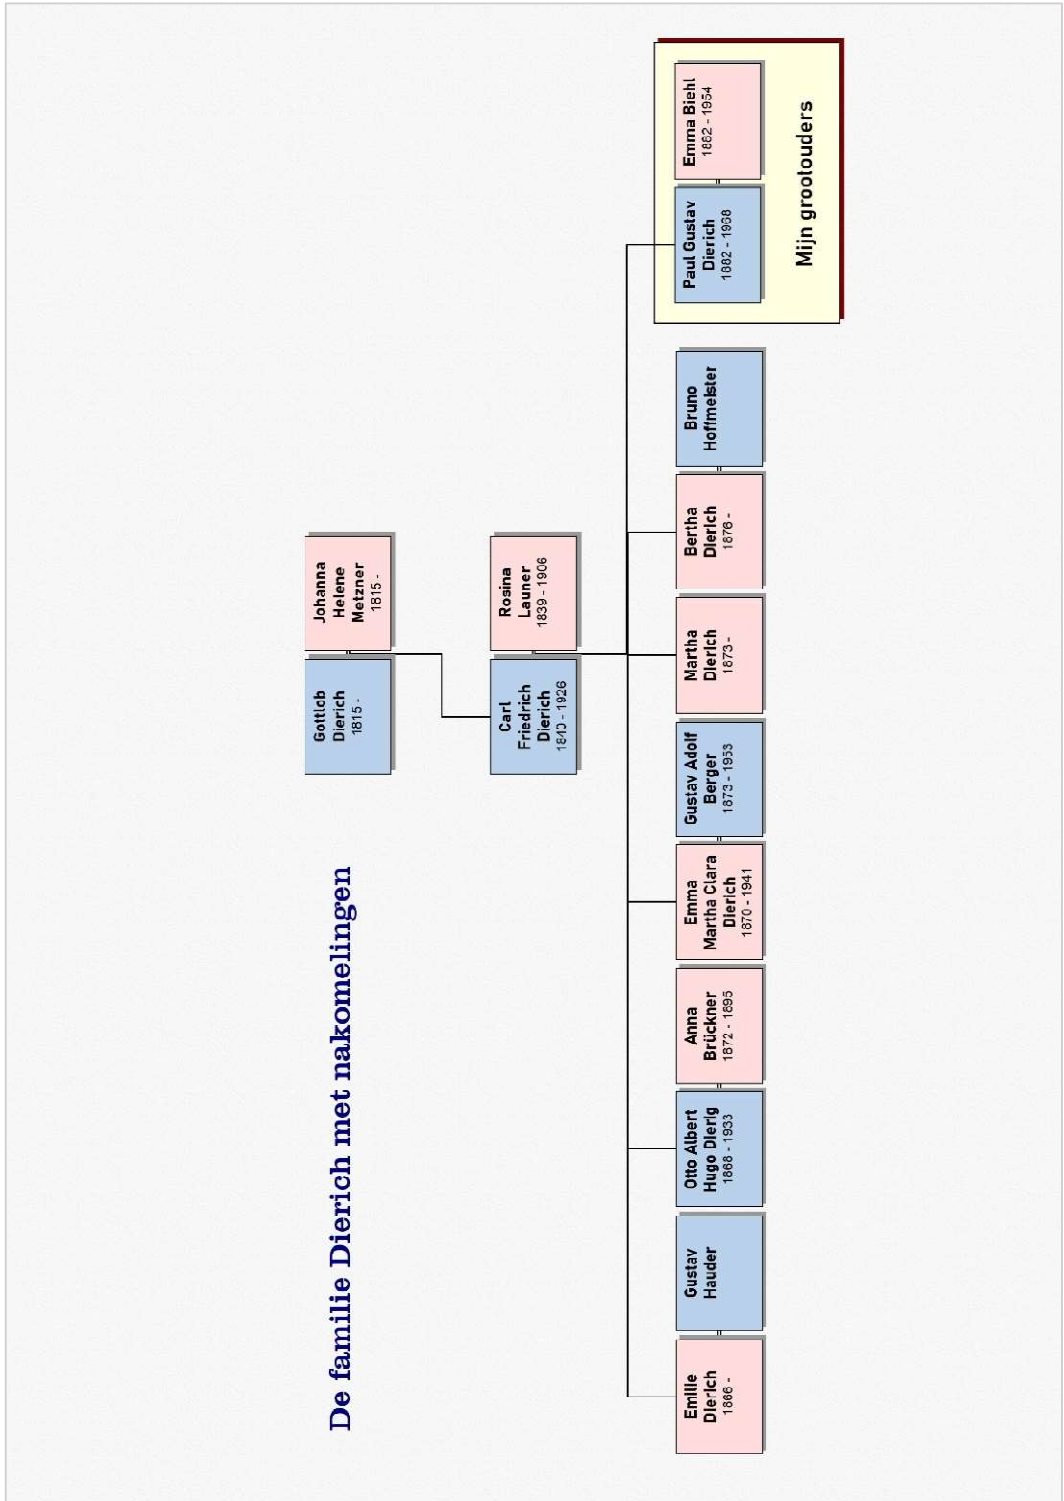 De familie Dierich met nakomelingen
Gottlob
Dierich
1815 -
Johanna
Helene
Metzner
1815 -
Carl
Friedrich
Dierich
1840 - 1926
Rosina
Launer
1839 - 1906
Emilie
Dierich
1866 -
Gustav
Hauder
Otto Albert
Hugo Dierig
1868 - 1933
Anna
Brückner
1872 - 1895
Emma
Martha Clara
Dierich
1870 - 1941
Gustav Adolf
Berger
1873 - 1953
Martha
Dierich
1873 -
Bertha
Dierich
1876 -
Bruno
Hoffmeister
Paul Gustav
Dierich
1882 - 1968
Emma Biehl
1882 - 1954
Mijn grootouders